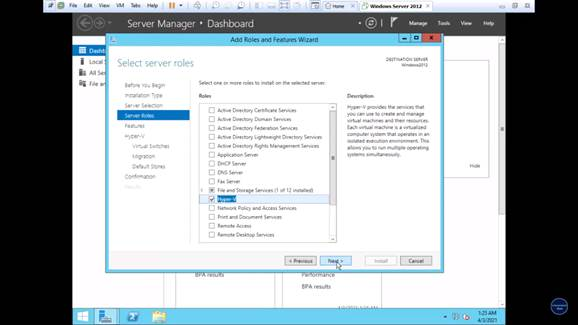 File Edit View VM Tabs Help
Home
Windows Server 2012
Server Manager • Dashboard
Manage Tools View Help
Dashb
Local S
All Ser
File an
Add Roles and Features Wizard
Select server roles
DESTINATION SERVER
Windows2012
Before You Begin
Installation Type
Server Selection
Server Roles
Features
Hyper-V
Virtual Switches
Migration
Default Stores
Confirmation
Results
Select one or more roles to install on the selected server.
Roles
Active Directory Certificate Services
Active Directory Domain Services
Active Directory Federation Services
Active Directory Lightweight Directory Services
Active Directory Rights Management Services
Application Server
DHCP Server
DNS Server
Fax Server
File and Storage Services (1 of 12 installed)
Hyper-V
Network Policy and Access Services
Print and Document Services
Remote Access
Remote Desktop Services
Description:
Hyper-V provides the services that
you can use to create and manage
virtual machines and their resources.
Each virtual machine is a virtualized
computer system that operates in an
isolated execution environment. This
allows you to run multiple operating
systems simultaneously.
Hide
< Previous
Next >
Install
Cancel
BPA results
Performance
BPA results
1:23 AM
4/3/2021